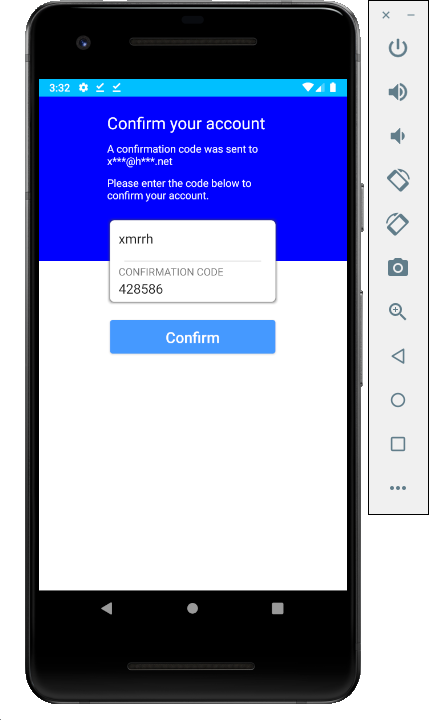 3:32
Confirm your account
A confirmation code was sent to
x***@h***.net
Please enter the code below to
confirm your account.
xmrrh
CONFIRMATION CODE
428586
Confirm